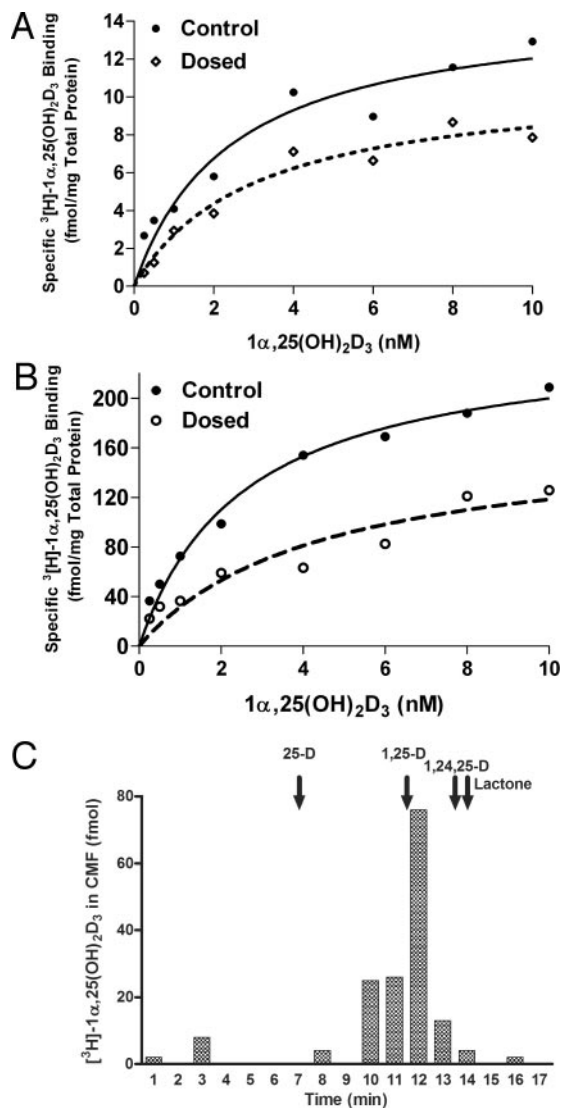 A
Control
Dosed
Specific ³[H]-1α,25(OH)₂D₃ Binding
(fmol/mg Total Protein)
14
12
10
8
6
4
2
0
0 2 4 6 8 10
1α,25(OH)₂D₃ (nM)
B
Control
Dosed
Specific ³[H]-1α,25(OH)₂D₃ Binding
(fmol/mg Total Protein)
200
160
120
80
40
0
0 2 4 6 8 10
1α,25(OH)₂D₃ (nM)
C
25-D 1,25-D 1,24,25-D
Lactone
[³H]-1α,25(OH)₂D₃ in CMF (fmol)
80
60
40
20
0
1 2 3 4 5 6 7 8 9 10 11 12 13 14 15 16 17
Time (min)